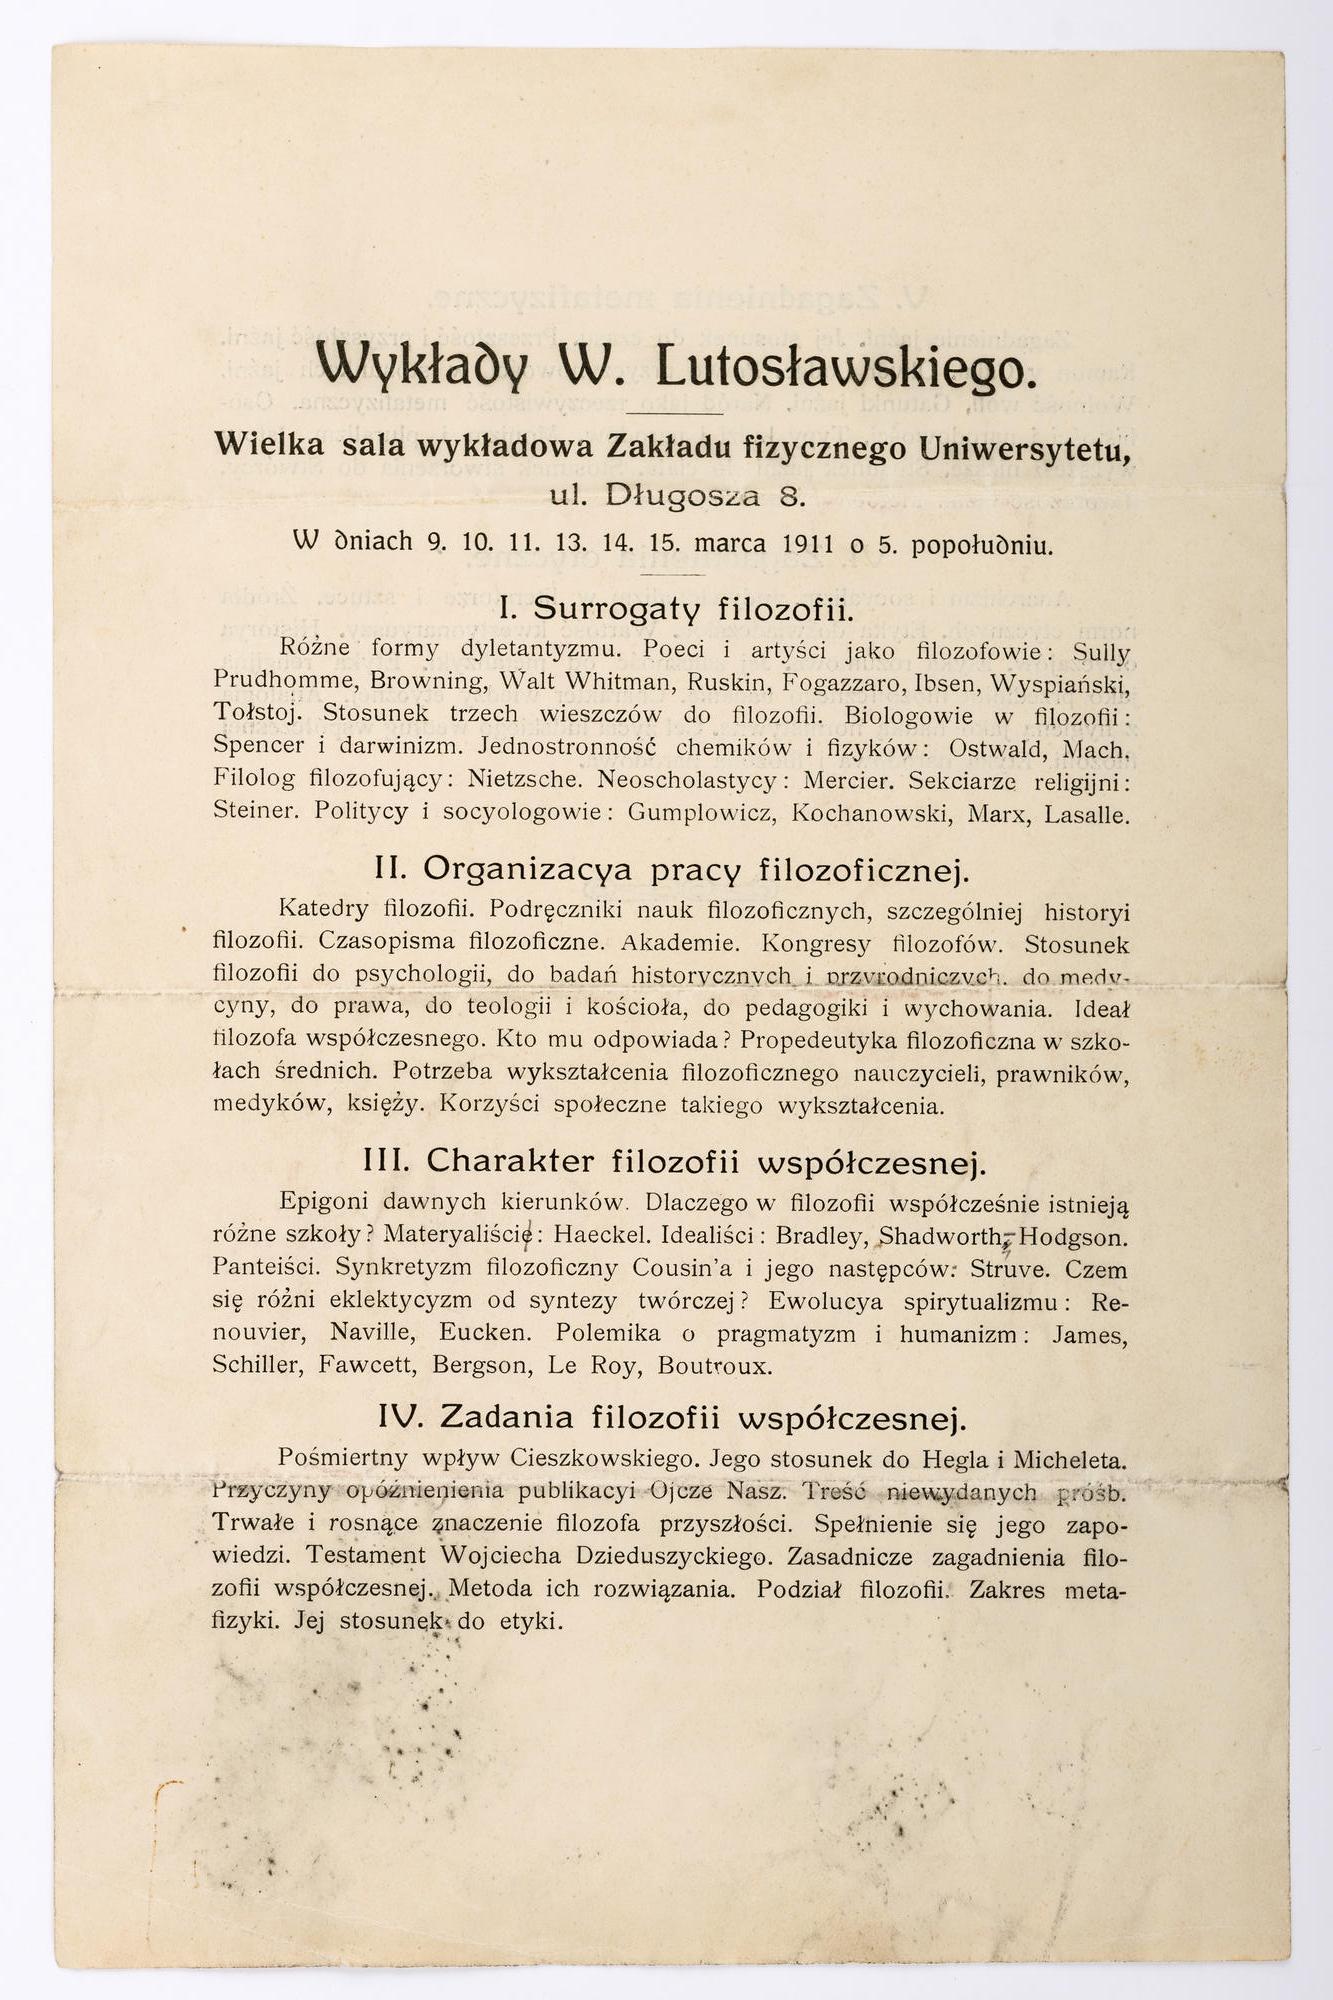 Wykłady W. Lutosławskiego.
Wielka sala wykładowa Zakładu fizycznego Uniwersytetu,
ul. Długosza 8.
W dniach 9. 10. 11. 13. 14. 15. marca 1911 o 5. popołudniu.
I. Surrogaty filozofii.
Różne formy dyletantyzmu. Poeci i artyści jako filozofowie: Sully
Prudhomme, Browning, Walt Whitman, Ruskin, Fogazzaro, Ibsen, Wyspiański,
Tołstoj. Stosunek trzech wieszczów do filozofii. Biologowie w filozofii:
Spencer i darwinizm. Jednostronność chemików i fizyków: Ostwald, Mach.
Filolog filozofujący: Nietzsche. Neoscholastycy: Mercier. Sekciarze religijni:
Steiner. Politycy i socyologowie: Gumplowicz, Kochanowski, Marx, Lasalle.
II. Organizacya pracy filozoficznej.
Katedry filozofii. Podręczniki nauk filozoficznych, szczególniej historyi
filozofii. Czasopisma filozoficzne. Akademie. Kongresy filozofów. Stosunek
filozofii do psychologii, do badań historycznych i przyrodniczych, do medy-
cyny, do prawa, do teologii i kościoła, do pedagogiki i wychowania. Ideał
filozofa współczesnego. Kto mu odpowiada? Propedeutyka filozoficzna w szko-
łach średnich. Potrzeba wykształcenia filozoficznego nauczycieli, prawników,
medyków, księży. Korzyści społeczne takiego wykształcenia.
III. Charakter filozofii współczesnej.
Epigoni dawnych kierunków. Dlaczego w filozofii współcześnie istnieją
różne szkoły? Materyaliście: Haeckel. Idealiści: Bradley, Shadworth, Hodgson.
Panteiści. Synkretyzm filozoficzny Cousin'a i jego następców: Struve. Czem
się różni eklektycyzm od syntezy twórczej? Ewolucya spirytualizmu: Re-
nouvier, Naville, Eucken. Polemika o pragmatyzm i humanizm: James,
Schiller, Fawcett, Bergson, Le Roy, Boutroux.
IV. Zadania filozofii współczesnej.
Pośmiertny wpływ Cieszkowskiego. Jego stosunek do Hegla i Micheleta.
Przyczyny opóźnienienia publikacyi Ojcze Nasz. Treść niewydanych próśb.
Trwałe i rosnące znaczenie filozofa przyszłości. Spełnienie się jego zapo-
wiedzi. Testament Wojciecha Dzieduszyckiego. Zasadnicze zagadnienia filo-
zofii współczesnej. Metoda ich rozwiązania. Podział filozofii. Zakres meta-
fizyki. Jej stosunek do etyki.